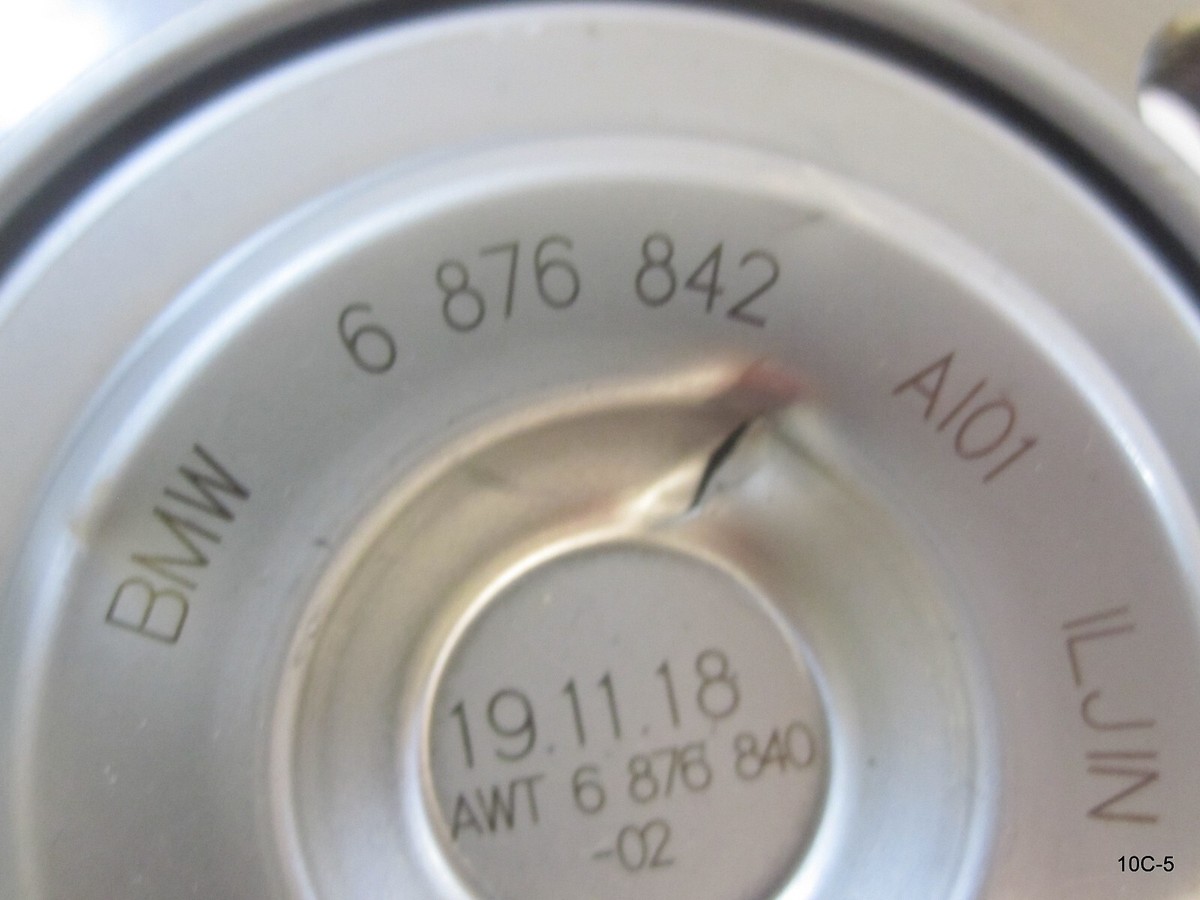 BMW 6 876 842 AI01 ILJIN
19.11.18
AWT 6 876 840
-02
10C-5